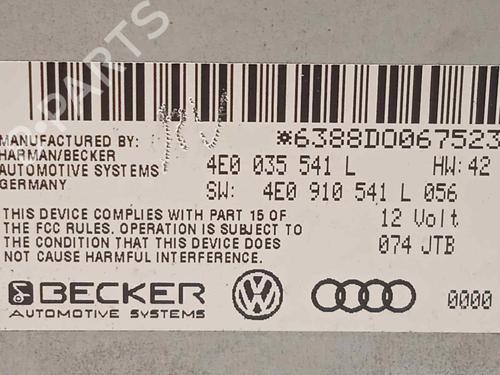 *6388DO067523
MANUFACTURED BY:
HARMAN/BECKER
AUTOMOTIVE SYSTEMS
GERMANY
4E0 035 541 L HW: 42
SW: 4E0 910 541 L 056
THIS DEVICE COMPLIES WITH PART 15 OF
THE FCC RULES. OPERATION IS SUBJECT TO
THE CONDITION THAT THIS DEVICE DOES
NOT CAUSE HARMFUL INTERFERENCE.
12 Volt
074 JTB
BECKER
AUTOMOTIVE SYSTEMS
0000